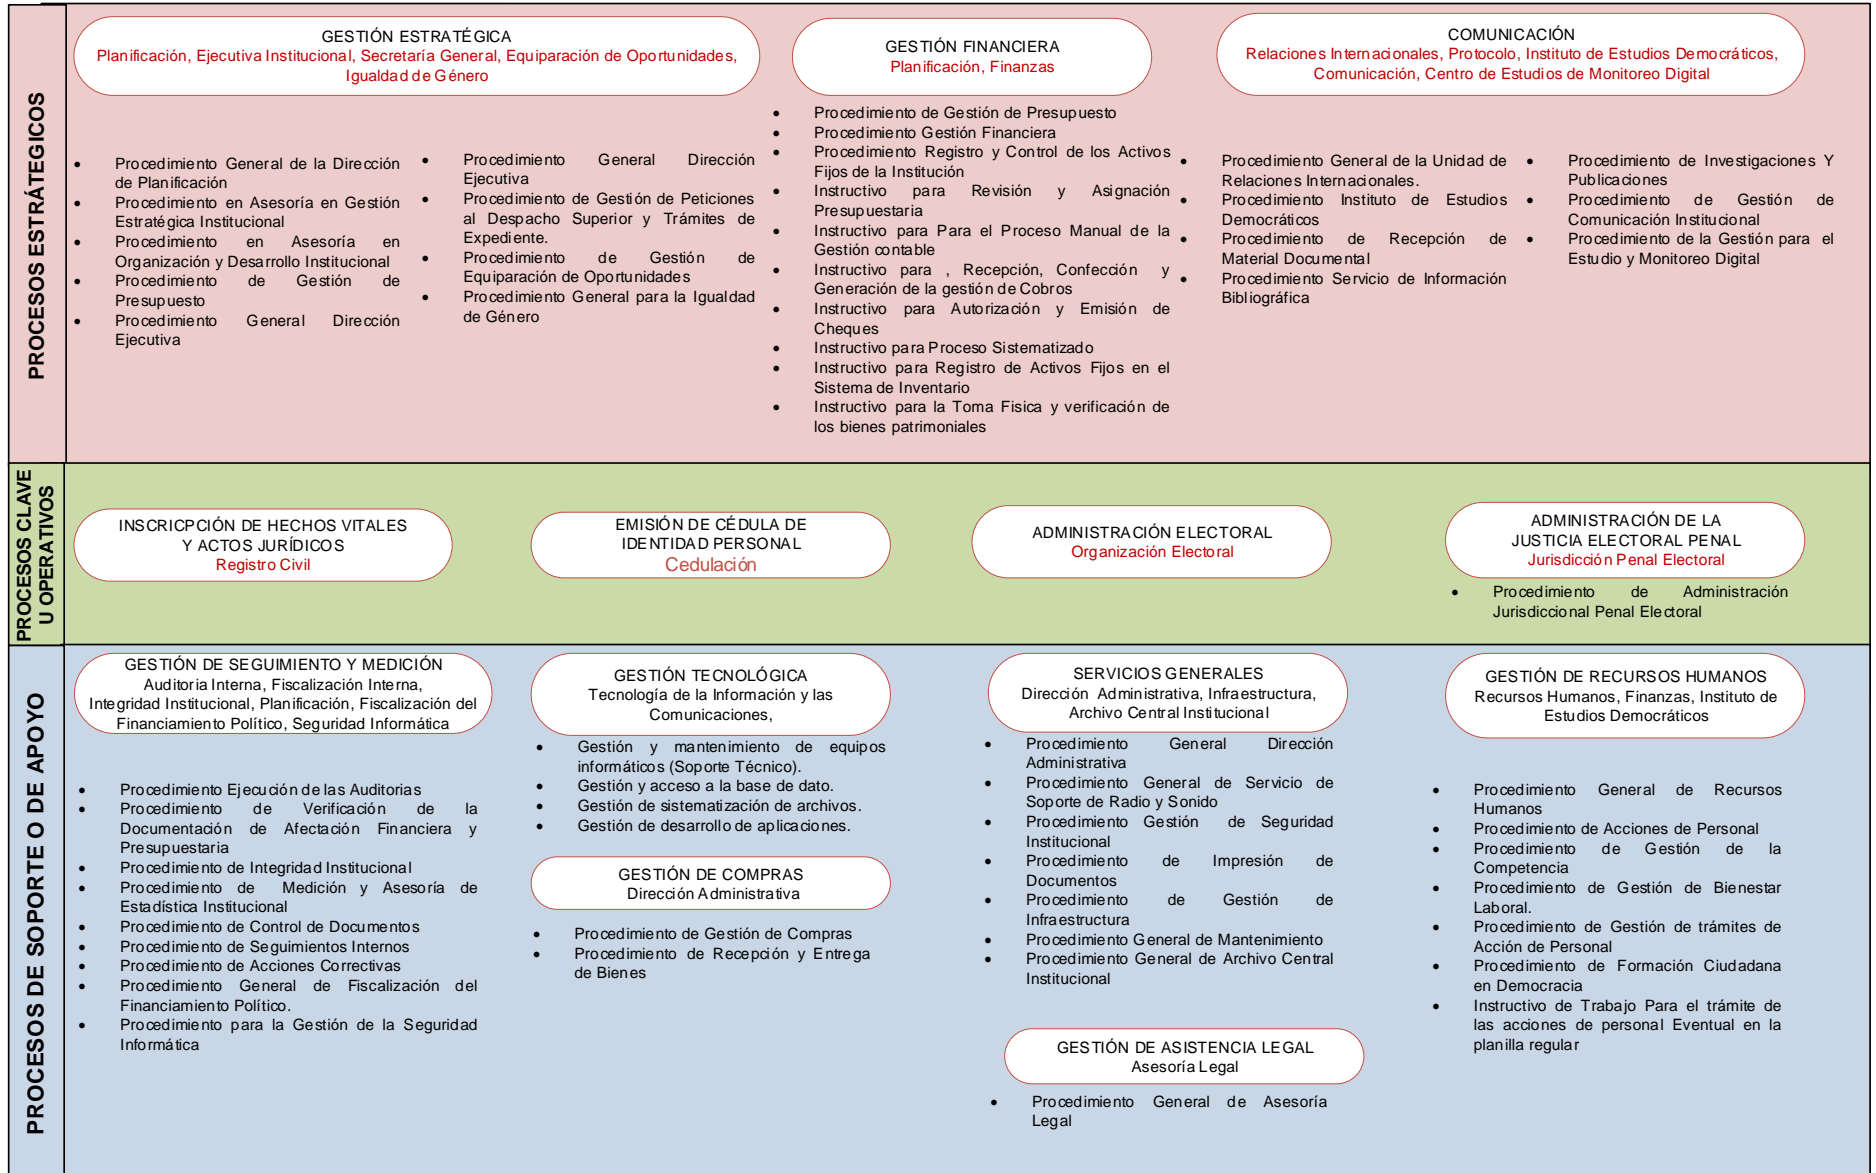 PROCESOS ESTRÁTEGICOS
GESTIÓN ESTRATÉGICA
Planificación, Ejecutiva Institucional, Secretaría General, Equiparación de Oportunidades,
Igualdad de Género
• Procedimiento General de la Dirección
de Planificación
• Procedimiento en Asesoría en Gestión
Estratégica Institucional
• Procedimiento en Asesoría en
Organización y Desarrollo Institucional
• Procedimiento de Gestión de
Presupuesto
• Procedimiento General Dirección
Ejecutiva
• Procedimiento General Dirección
Ejecutiva
• Procedimiento de Gestión de Peticiones
al Despacho Superior y Trámites de
Expediente.
• Procedimiento de Gestión de
Equiparación de Oportunidades
• Procedimiento General para la Igualdad
de Género
GESTIÓN FINANCIERA
Planificación, Finanzas
• Procedimiento de Gestión de Presupuesto
• Procedimiento Gestión Financiera
• Procedimiento Registro y Control de los Activos
Fijos de la Institución
• Instructivo para Revisión y Asignación
Presupuestaria
• Instructivo para Para el Proceso Manual de la
Gestión contable
• Instructivo para , Recepción, Confección y
Generación de la gestión de Cobros
• Instructivo para Autorización y Emisión de
Cheques
• Instructivo para Proceso Sistematizado
• Instructivo para Registro de Activos Fijos en el
Sistema de Inventario
• Instructivo para la Toma Fisica y verificación de
los bienes patrimoniales
COMUNICACIÓN
Relaciones Internacionales, Protocolo, Instituto de Estudios Democráticos,
Comunicación, Centro de Estudios de Monitoreo Digital
• Procedimiento General de la Unidad de
Relaciones Internacionales.
• Procedimiento Instituto de Estudios
Democráticos
• Procedimiento de Recepción de
Material Documental
• Procedimiento Servicio de Información
Bibliográfica
• Procedimiento de Investigaciones Y
Publicaciones
• Procedimiento de Gestión de
Comunicación Institucional
• Procedimiento de la Gestión para el
Estudio y Monitoreo Digital
PROCESOS CLAVE
U OPERATIVOS
INSCRICPCIÓN DE HECHOS VITALES
Y ACTOS JURÍDICOS
Registro Civil
EMISIÓN DE CÉDULA DE
IDENTIDAD PERSONAL
Cedulación
ADMINISTRACIÓN ELECTORAL
Organización Electoral
ADMINISTRACIÓN DE LA
JUSTICIA ELECTORAL PENAL
Jurisdicción Penal Electoral
• Procedimiento de Administración
Jurisdiccional Penal Electoral
PROCESOS DE SOPORTE O DE APOYO
GESTIÓN DE SEGUIMIENTO Y MEDICIÓN
Auditoria Interna, Fiscalización Interna,
Integridad Institucional, Planificación, Fiscalización del
Financiamiento Político, Seguridad Informática
• Procedimiento Ejecución de las Auditorias
• Procedimiento de Verificación de la
Documentación de Afectación Financiera y
Presupuestaria
• Procedimiento de Integridad Institucional
• Procedimiento de Medición y Asesoría de
Estadística Institucional
• Procedimiento de Control de Documentos
• Procedimiento de Seguimientos Internos
• Procedimiento de Acciones Correctivas
• Procedimiento General de Fiscalización del
Financiamiento Político.
• Procedimiento para la Gestión de la Seguridad
Informática
GESTIÓN TECNOLÓGICA
Tecnología de la Información y las
Comunicaciones,
• Gestión y mantenimiento de equipos
informáticos (Soporte Técnico).
• Gestión y acceso a la base de dato.
• Gestión de sistematización de archivos.
• Gestión de desarrollo de aplicaciones.
GESTIÓN DE COMPRAS
Dirección Administrativa
• Procedimiento de Gestión de Compras
• Procedimiento de Recepción y Entrega
de Bienes
SERVICIOS GENERALES
Dirección Administrativa, Infraestructura,
Archivo Central Institucional
• Procedimiento General Dirección
Administrativa
• Procedimiento General de Servicio de
Soporte de Radio y Sonido
• Procedimiento Gestión de Seguridad
Institucional
• Procedimiento de Impresión de
Documentos
• Procedimiento de Gestión de
Infraestructura
• Procedimiento General de Mantenimiento
• Procedimiento General de Archivo Central
Institucional
GESTIÓN DE ASISTENCIA LEGAL
Asesoría Legal
• Procedimiento General de Asesoría
Legal
GESTIÓN DE RECURSOS HUMANOS
Recursos Humanos, Finanzas, Instituto de
Estudios Democráticos
• Procedimiento General de Recursos
Humanos
• Procedimiento de Acciones de Personal
• Procedimiento de Gestión de la
Competencia
• Procedimiento de Gestión de Bienestar
Laboral.
• Procedimiento de Gestión de trámites de
Acción de Personal
• Procedimiento de Formación Ciudadana
en Democracia
• Instructivo de Trabajo Para el trámite de
las acciones de personal Eventual en la
planilla regular